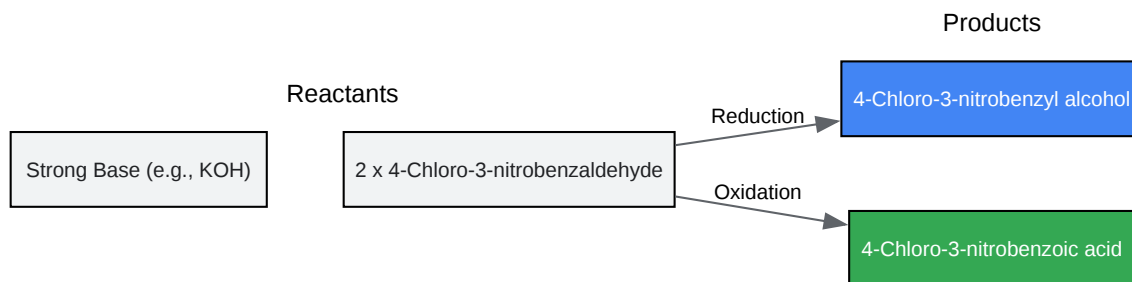 Products
Reactants
4-Chloro-3-nitrobenzyl alcohol
Reduction
Strong Base (e.g., KOH)
2 x 4-Chloro-3-nitrobenzaldehyde
Oxidation
4-Chloro-3-nitrobenzoic acid